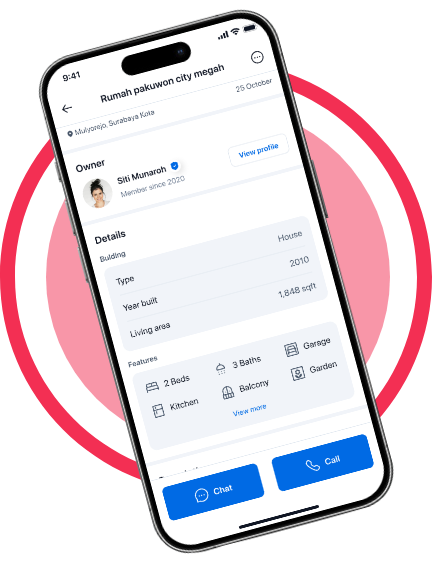 9:41
Rumah pakuwon city megah
Mulyorejo, Surabaya Kota
25 October
Owner
Siti Munaroh
Member since 2020
View profile
Details
Bulding
Type House
Year built 2010
Living area 1,848 sqft
Features
2 Beds 3 Baths Garage
Kitchen Balcony Garden
View more
Chat Call